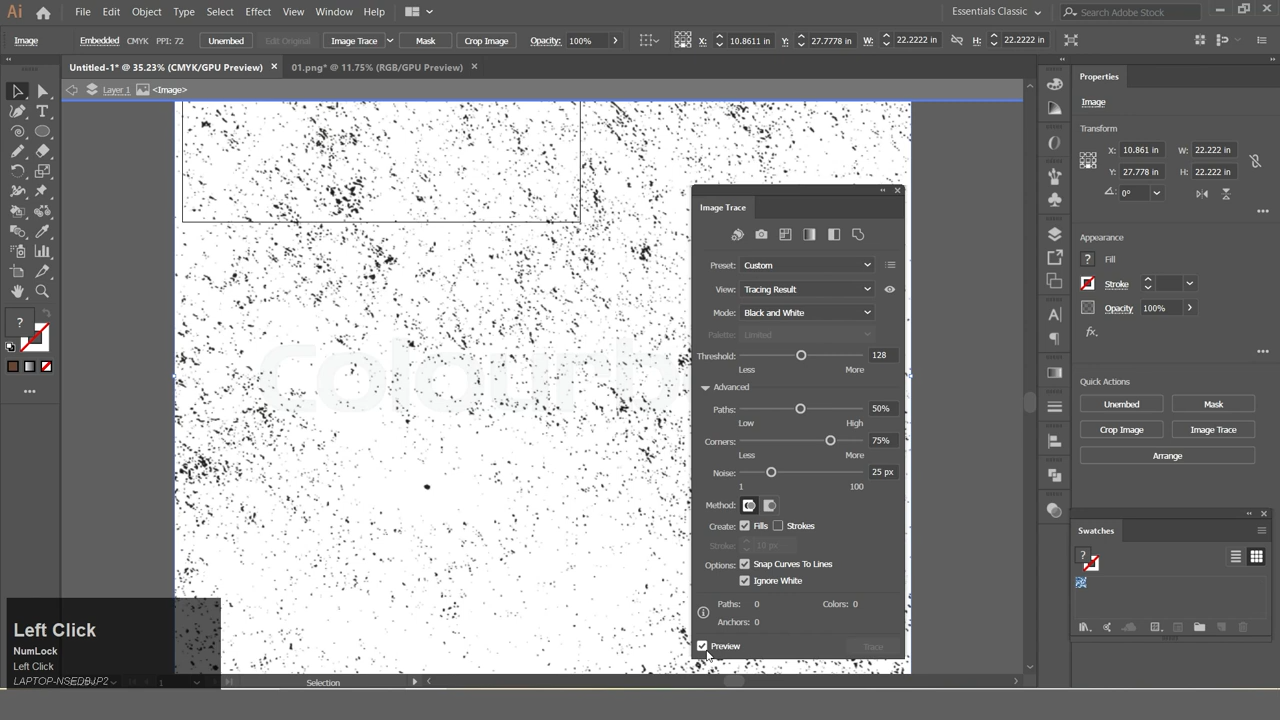 Ai File Edit Object Type Select Effect View Window Help Essentials Classic Search Adobe Stock
Image Embedded CMYK PPI: 72 Unembed Edit Original Image Trace Mask Crop Image Opacity: 100% X: 10.8611 in Y: 27.7778 in W: 22.2222 in H: 22.2222 in
Untitled-1* @ 35.23% (CMYK/GPU Preview) × 01.png* @ 11.75% (RGB/GPU Preview) ×
Layer 1 <Image>
Properties
Image
Transform
X: 10.861 in W: 22.222 in
Y: 27.778 in H: 22.222 in
0°
Appearance
? Fill
Stroke
Opacity 100%
fx.
Quick Actions
Unembed Mask
Crop Image Image Trace
Arrange
Swatches
?
?
Image Trace
Preset: Custom
View: Tracing Result
Mode: Black and White
Palette: Limited
Threshold: 128
Less More
Advanced
Paths: 50%
Low High
Corners: 75%
Less More
Noise: 25 px
1 100
Method:
Create: Fills Strokes
Stroke: 10 px
Options: Snap Curves To Lines
Ignore White
Paths: 0 Colors: 0
Anchors: 0
Preview Trace
Colourb
Left Click
NumLock
Left Click
LAPTOP-NSEDBJP2
1
Selection